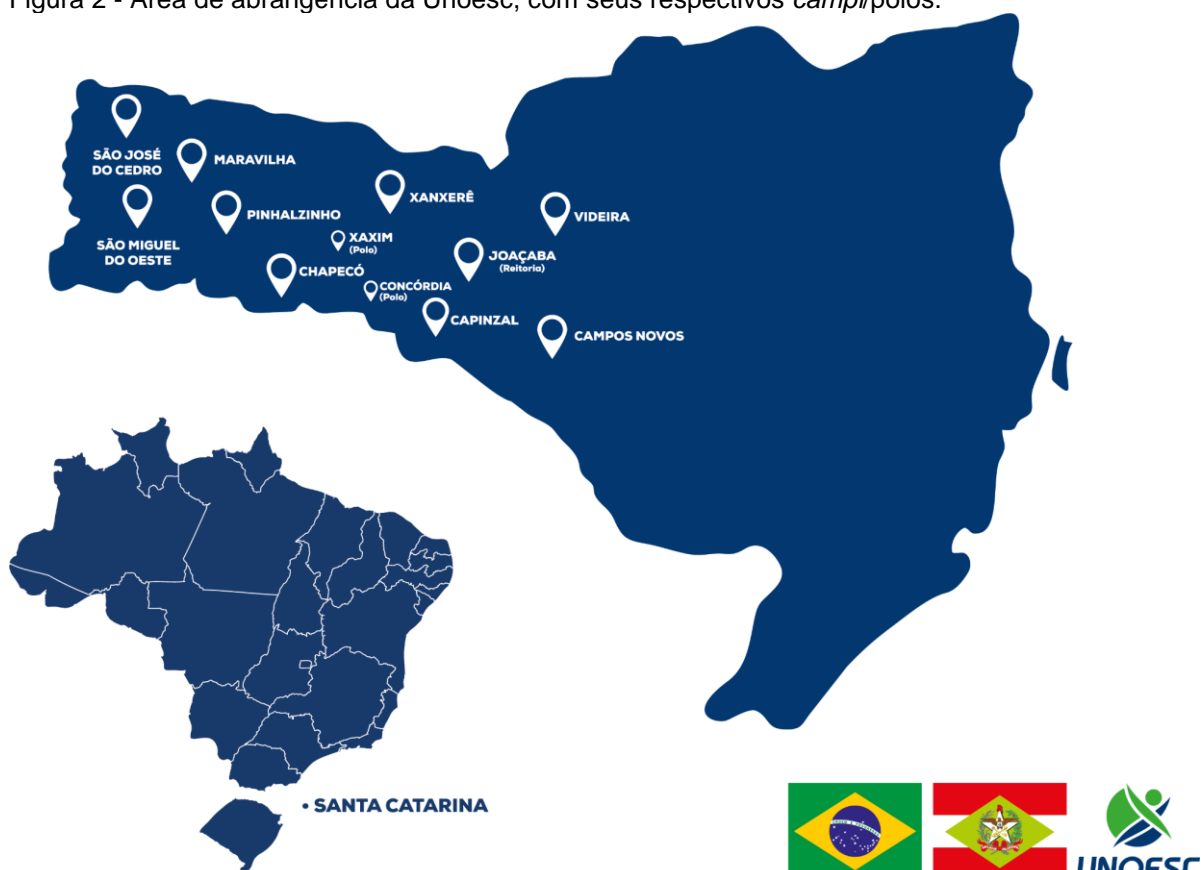 Figura 2 - Área de abrangência da Unoesc, com seus respectivos campi/polos.
SÃO JOSÉ
DO CEDRO
MARAVILHA
XANXERÊ
PINHALZINHO
VIDEIRA
SÃO MIGUEL
DO OESTE
XAXIM
(Polo)
JOAÇABA
(Reitoria)
CHAPECÓ
CONCÓRDIA
(Polo)
CAPINZAL
CAMPOS NOVOS
• SANTA CATARINA
UNOESC